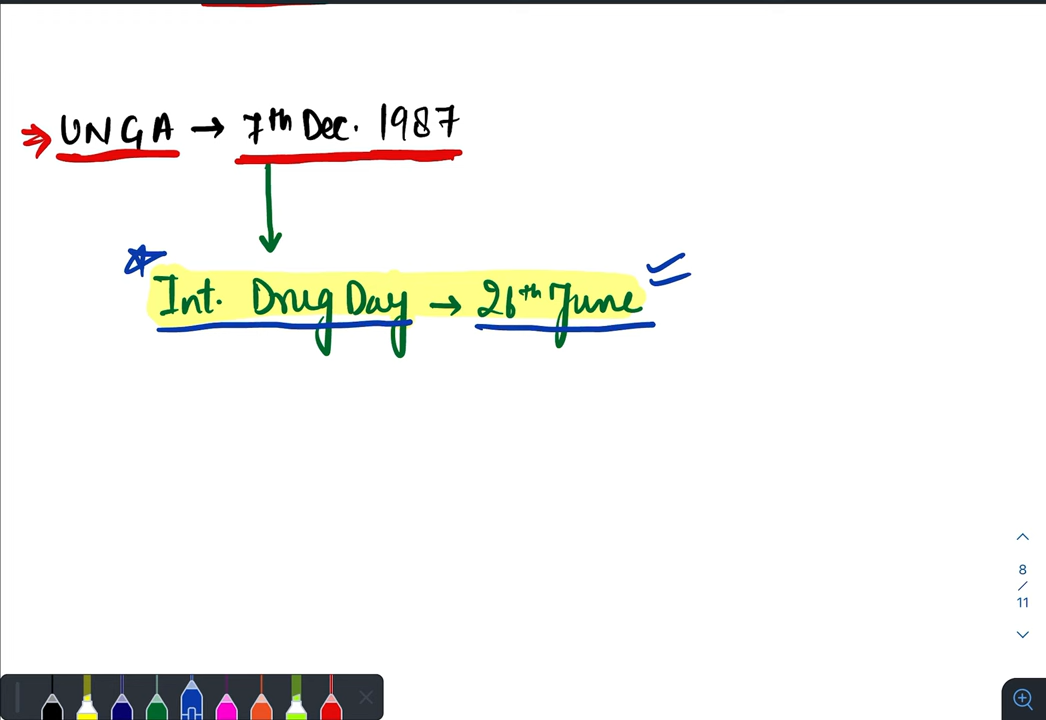 UNGA → 7th Dec. 1987
Int. Drug Day → 26th June
8
/
11